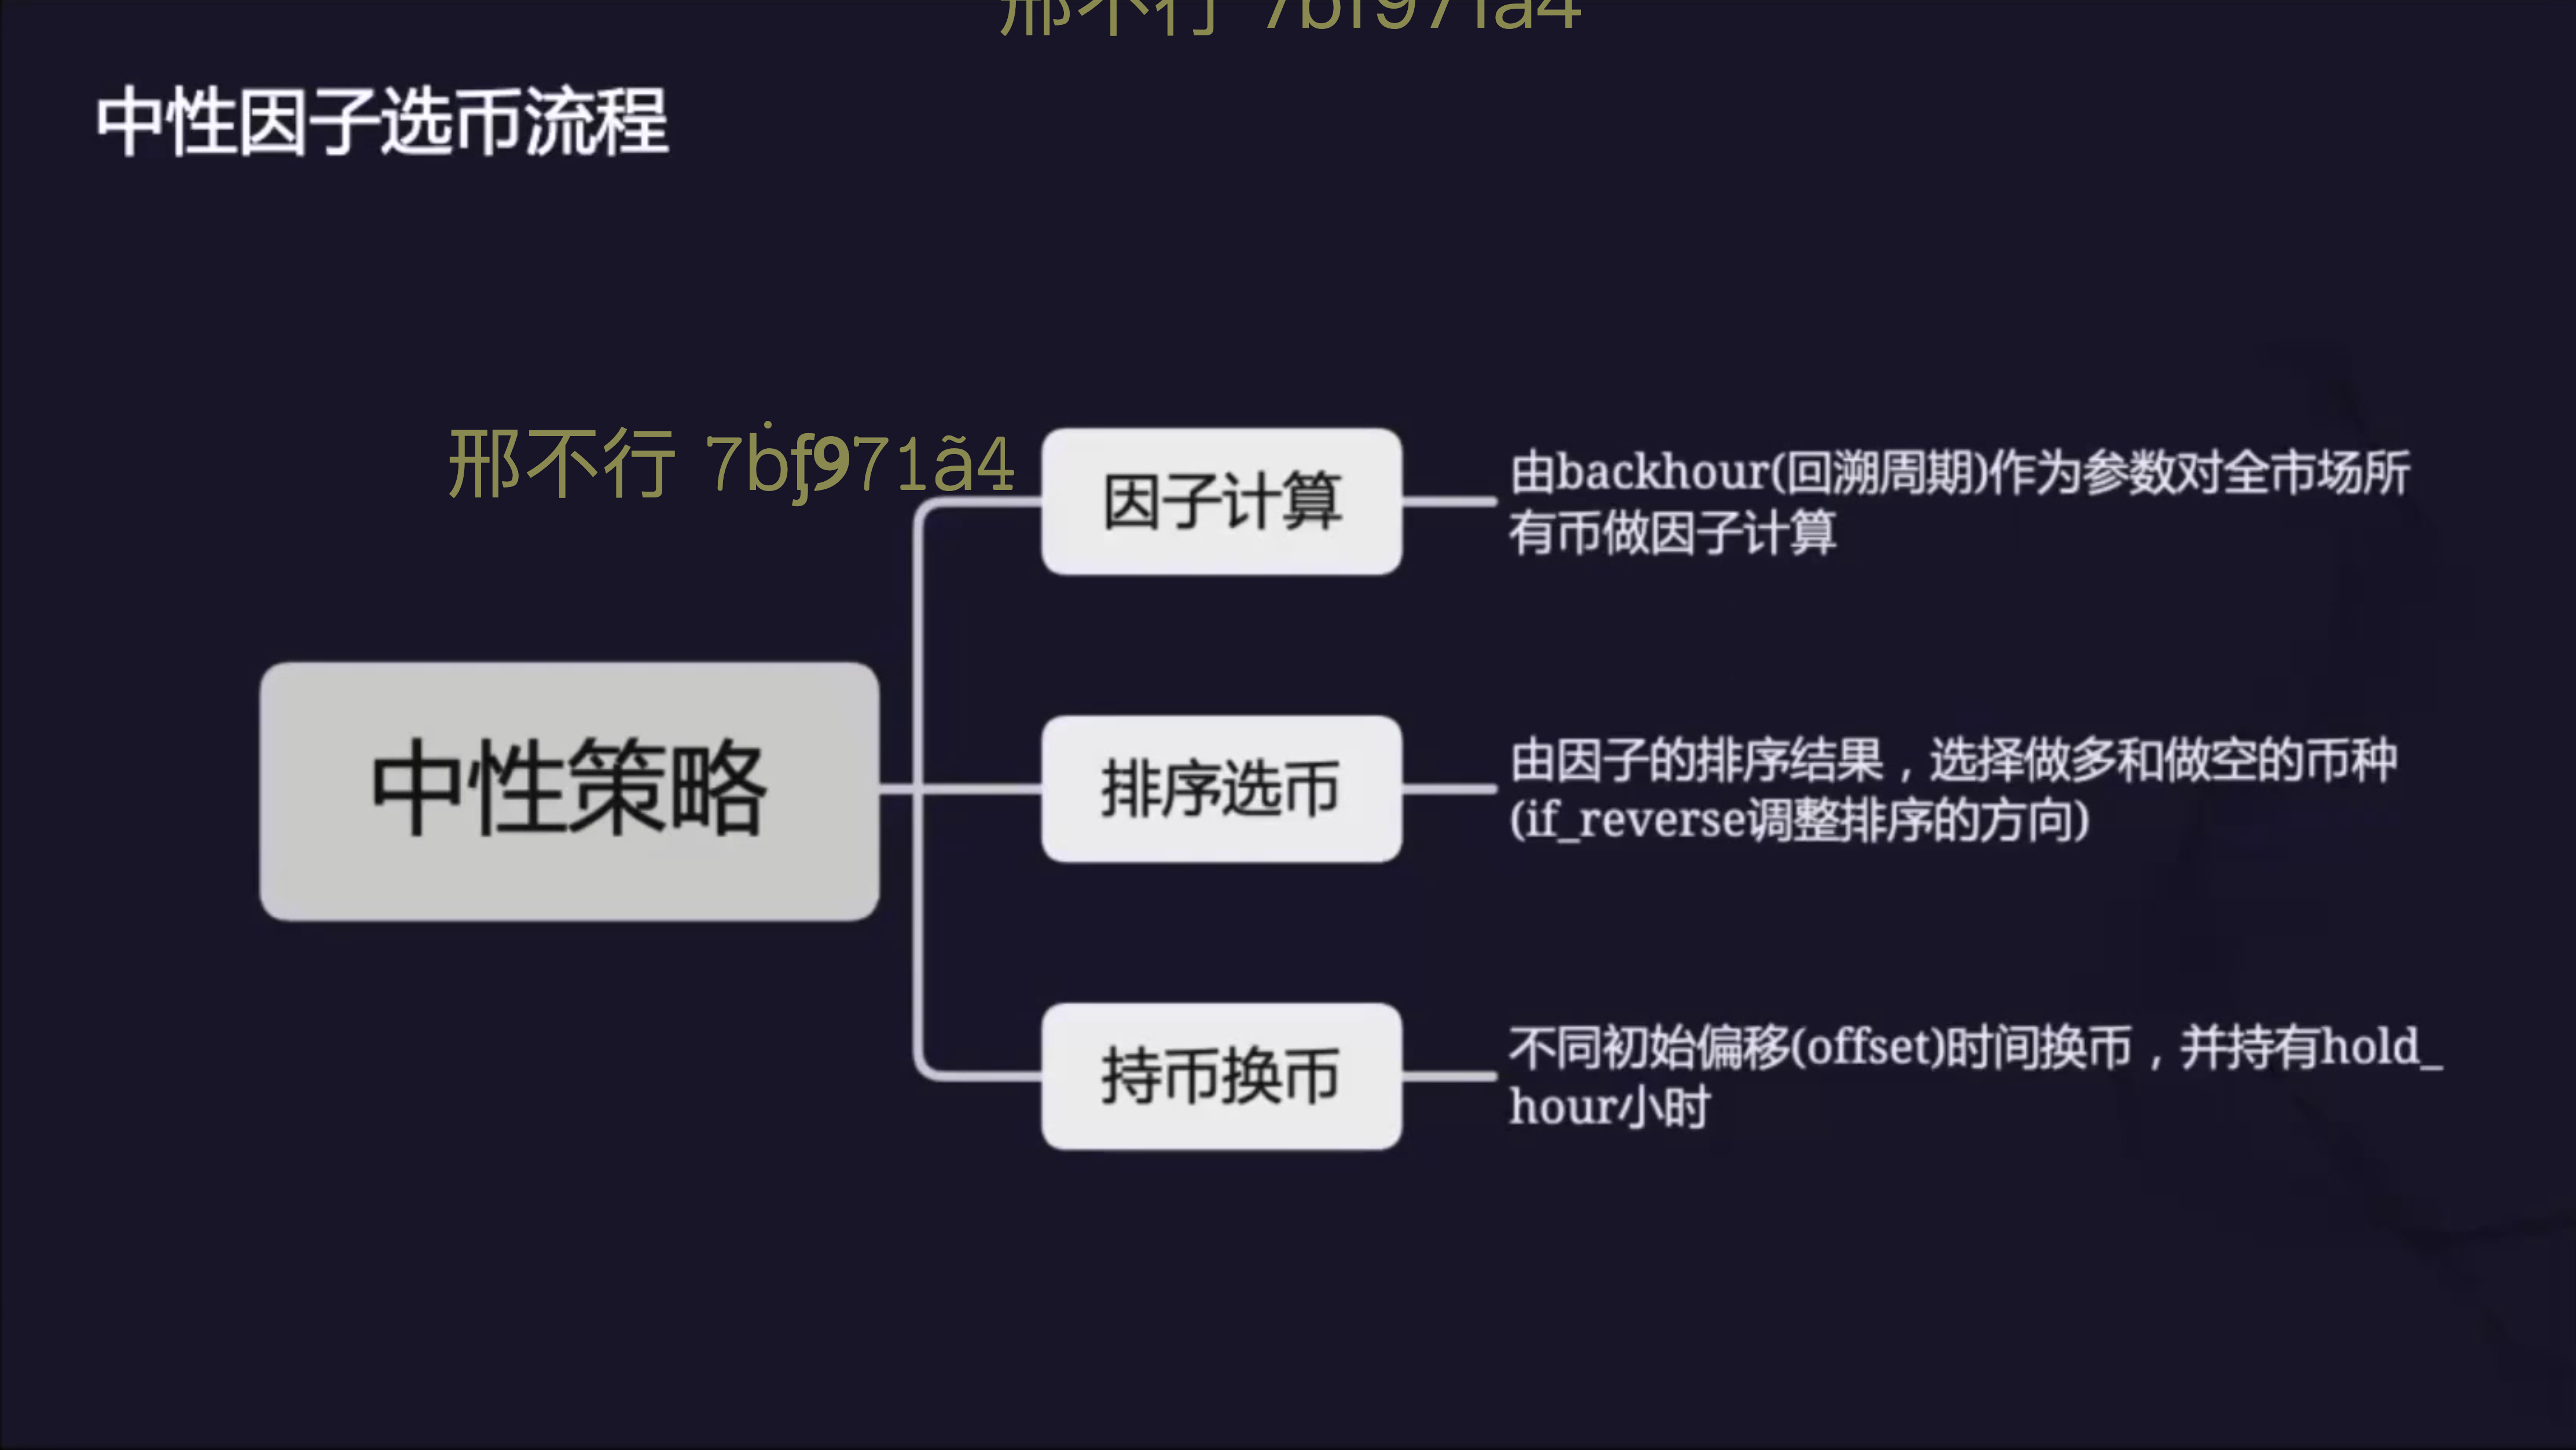 中性因子选币流程
邢不行
因子计算
由backhour(回溯周期)作为参数对全市场所
有币做因子计算
中性策略
排序选币
由因子的排序结果，选择做多和做空的币种
(if_reverse调整排序的方向)
持币换币
不同初始偏移(offset)时间换币，并持有hold_
hour小时